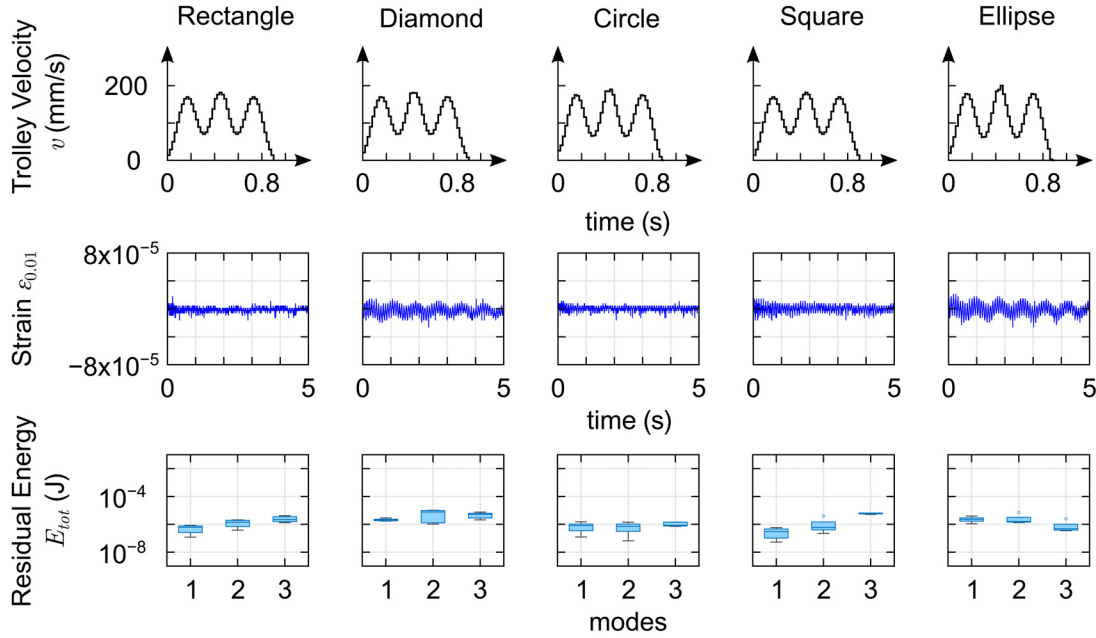 Rectangle Diamond Circle Square Ellipse
Trolley Velocity
v (mm/s)
200
0
0 0.8 0 0.8 0 0.8 0 0.8 0 0.8
time (s)
Strain ε0.01
8x10−5
−8x10−5
0 5 0 5 0 5 0 5 0 5
time (s)
Residual Energy
Etot (J)
10−4
10−8
1 2 3 1 2 3 1 2 3 1 2 3 1 2 3
modes